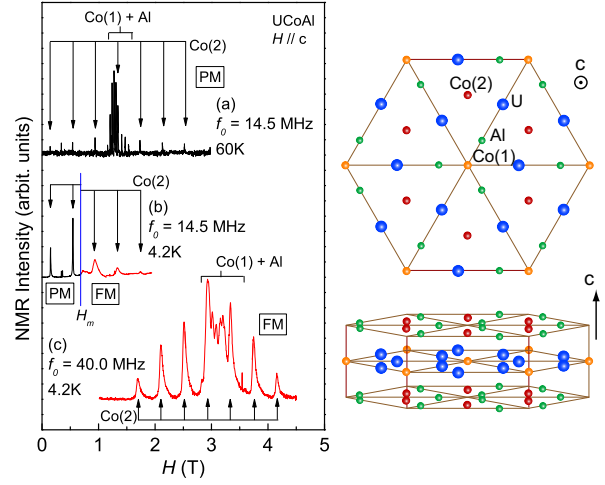 Co(1) + Al
UCoAl
H // c
Co(2)
PM
(a)
f0 = 14.5 MHz
60K
Co(2)
(b)
f0 = 14.5 MHz
4.2K
Co(1) + Al
PM
FM
Hm
FM
(c)
f0 = 40.0 MHz
4.2K
Co(2)
0 1 2 3 4 5
H (T)
NMR Intensity (arbit. units)
c
Co(2)
U
Al
Co(1)
c